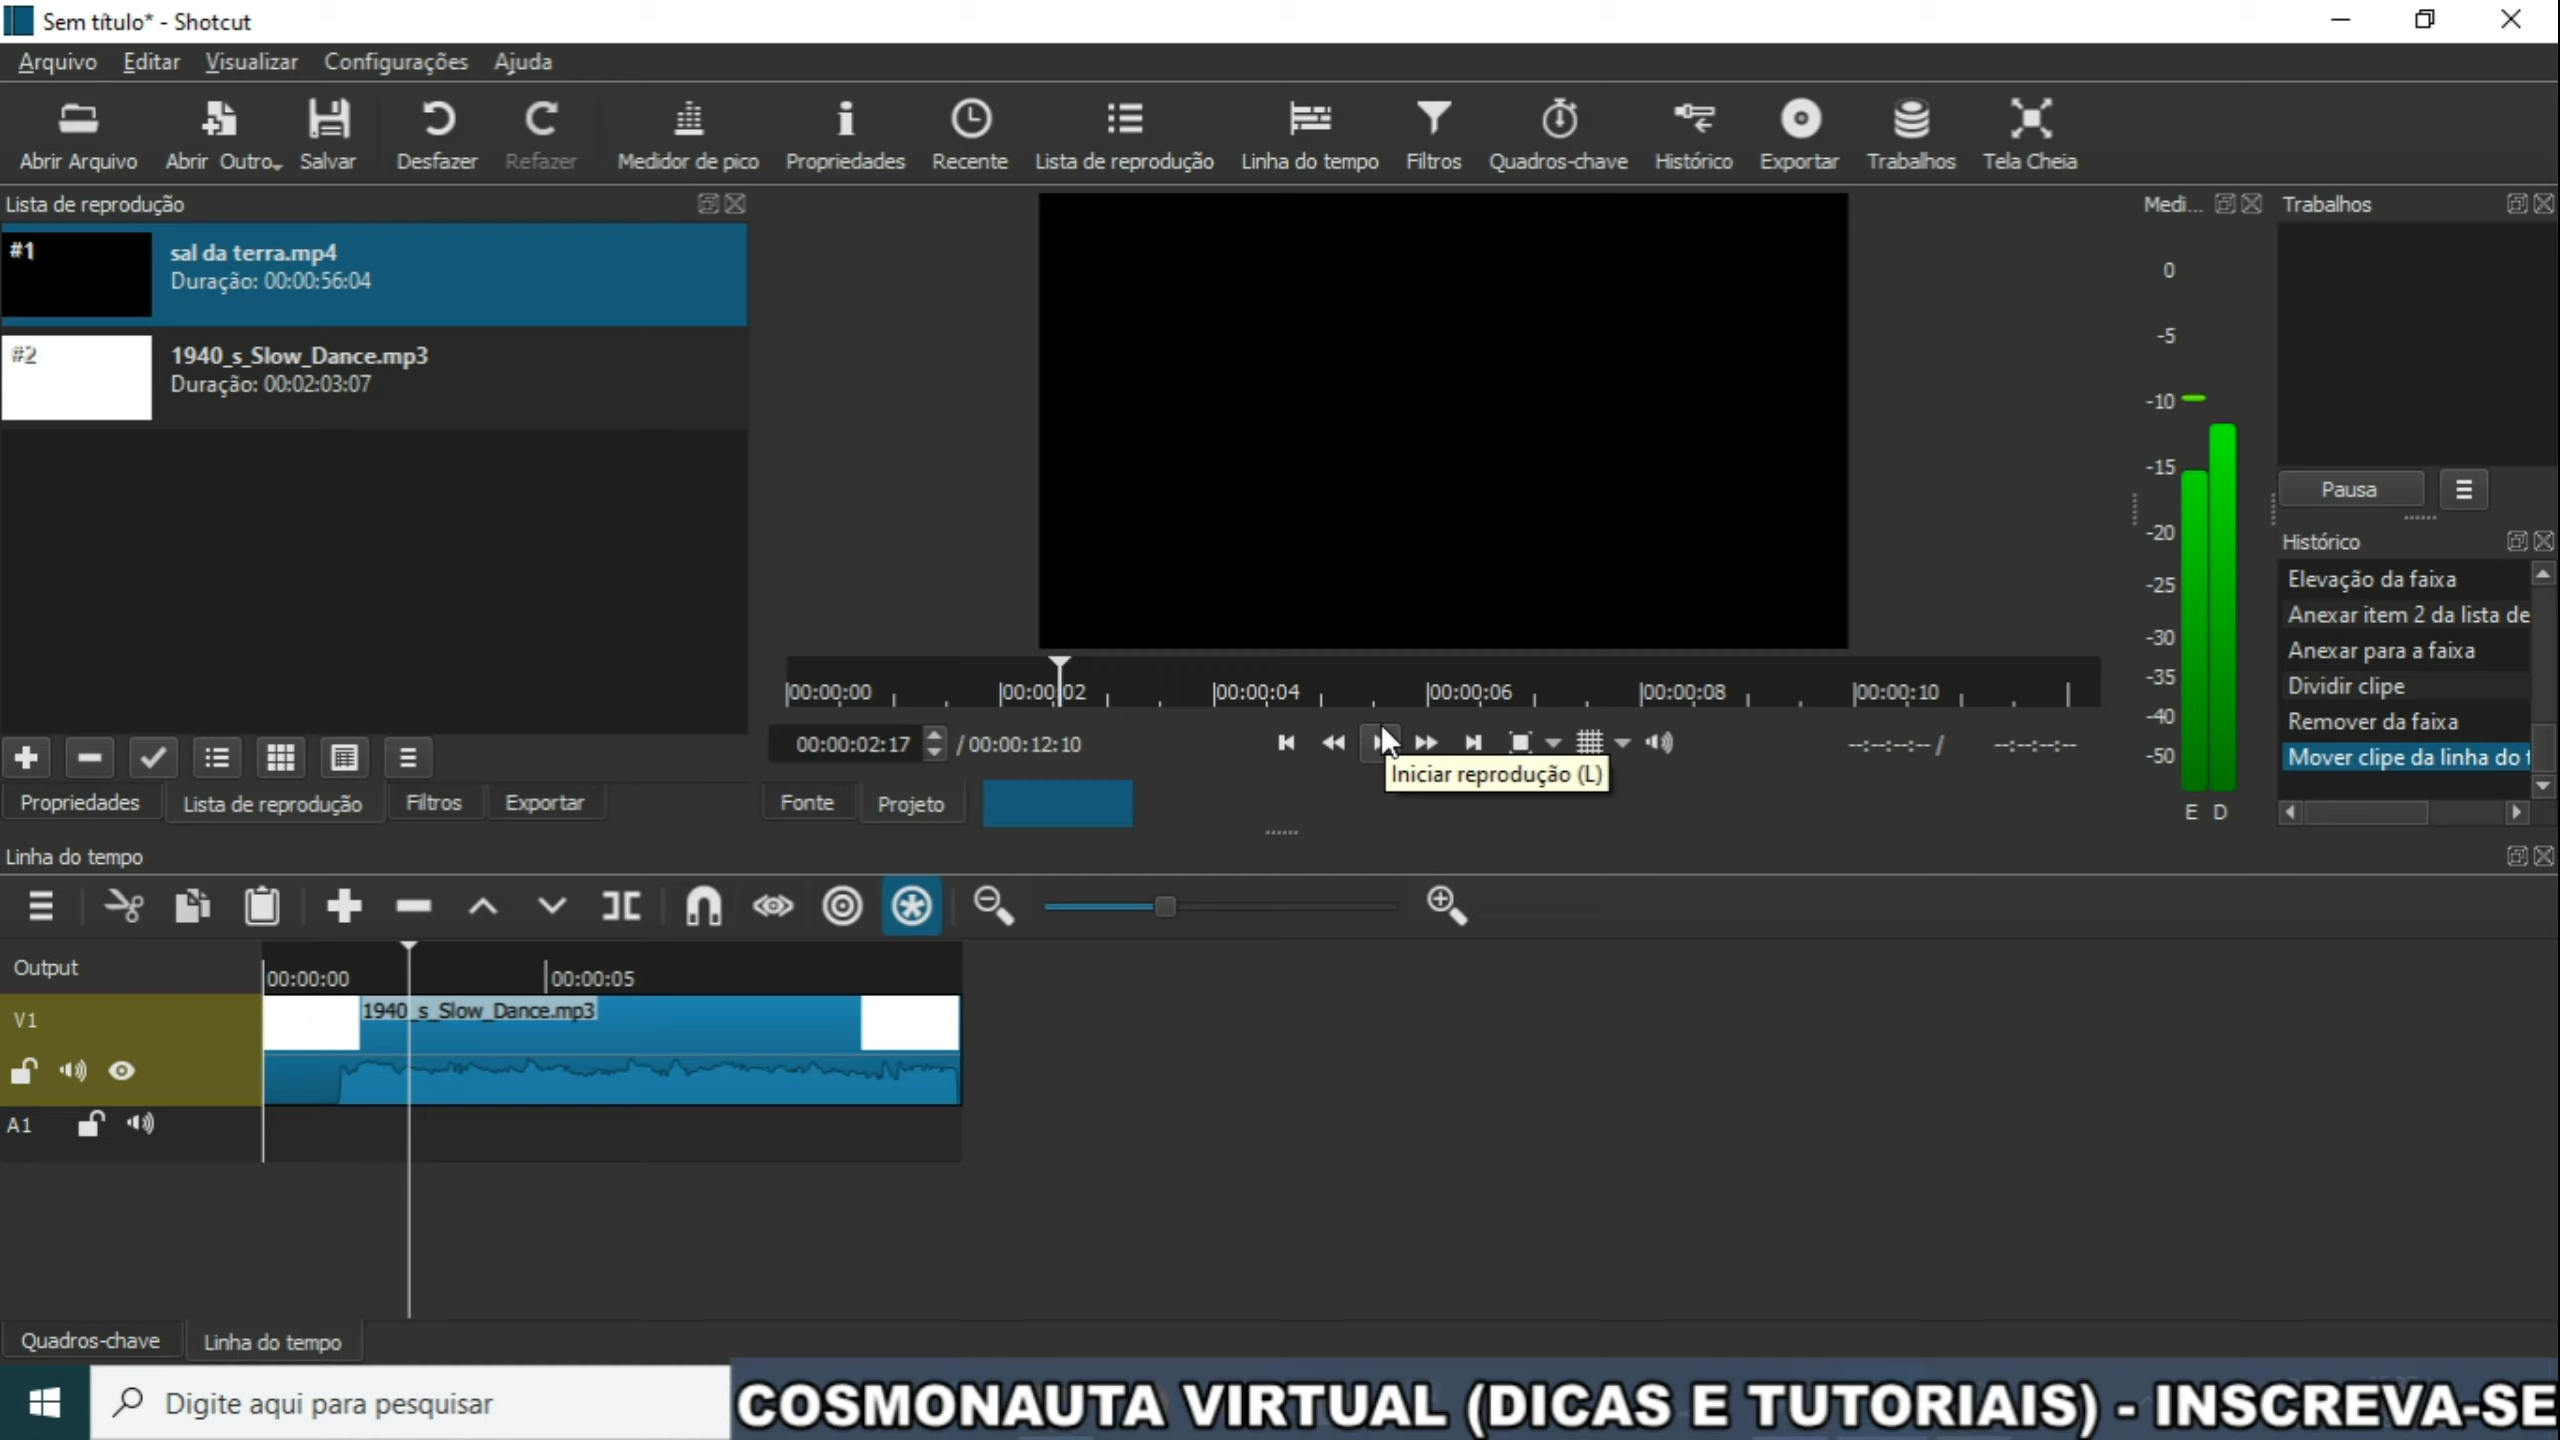 Sem título* - Shotcut
Arquivo Editar Visualizar Configurações Ajuda
Abrir Arquivo Abrir Outro Salvar Desfazer Refazer Medidor de pico Propriedades Recente Lista de reprodução Linha do tempo Filtros Quadros-chave Histórico Exportar Trabalhos Tela Cheia
Lista de reprodução
#1
sal da terra.mp4
Duração: 00:00:56:04
#2
1940_s_Slow_Dance.mp3
Duração: 00:02:03:07
Propriedades Lista de reprodução Filtros Exportar
00:00:00 00:00:02 00:00:04 00:00:06 00:00:08 00:00:10
00:00:02:17 / 00:00:12:10 --:--:--:-- / --:--:--:--
Iniciar reprodução (L)
Fonte Projeto
Medi...
0
-5
-10
-15
-20
-25
-30
-35
-40
-50
E D
Trabalhos
Pausa
Histórico
Elevação da faixa
Anexar item 2 da lista de
Anexar para a faixa
Dividir clipe
Remover da faixa
Mover clipe da linha do t
Linha do tempo
Output
00:00:00 00:00:05
V1
1940_s_Slow_Dance.mp3
A1
Quadros-chave Linha do tempo
Digite aqui para pesquisar
COSMONAUTA VIRTUAL (DICAS E TUTORIAIS) - INSCREVA-SE